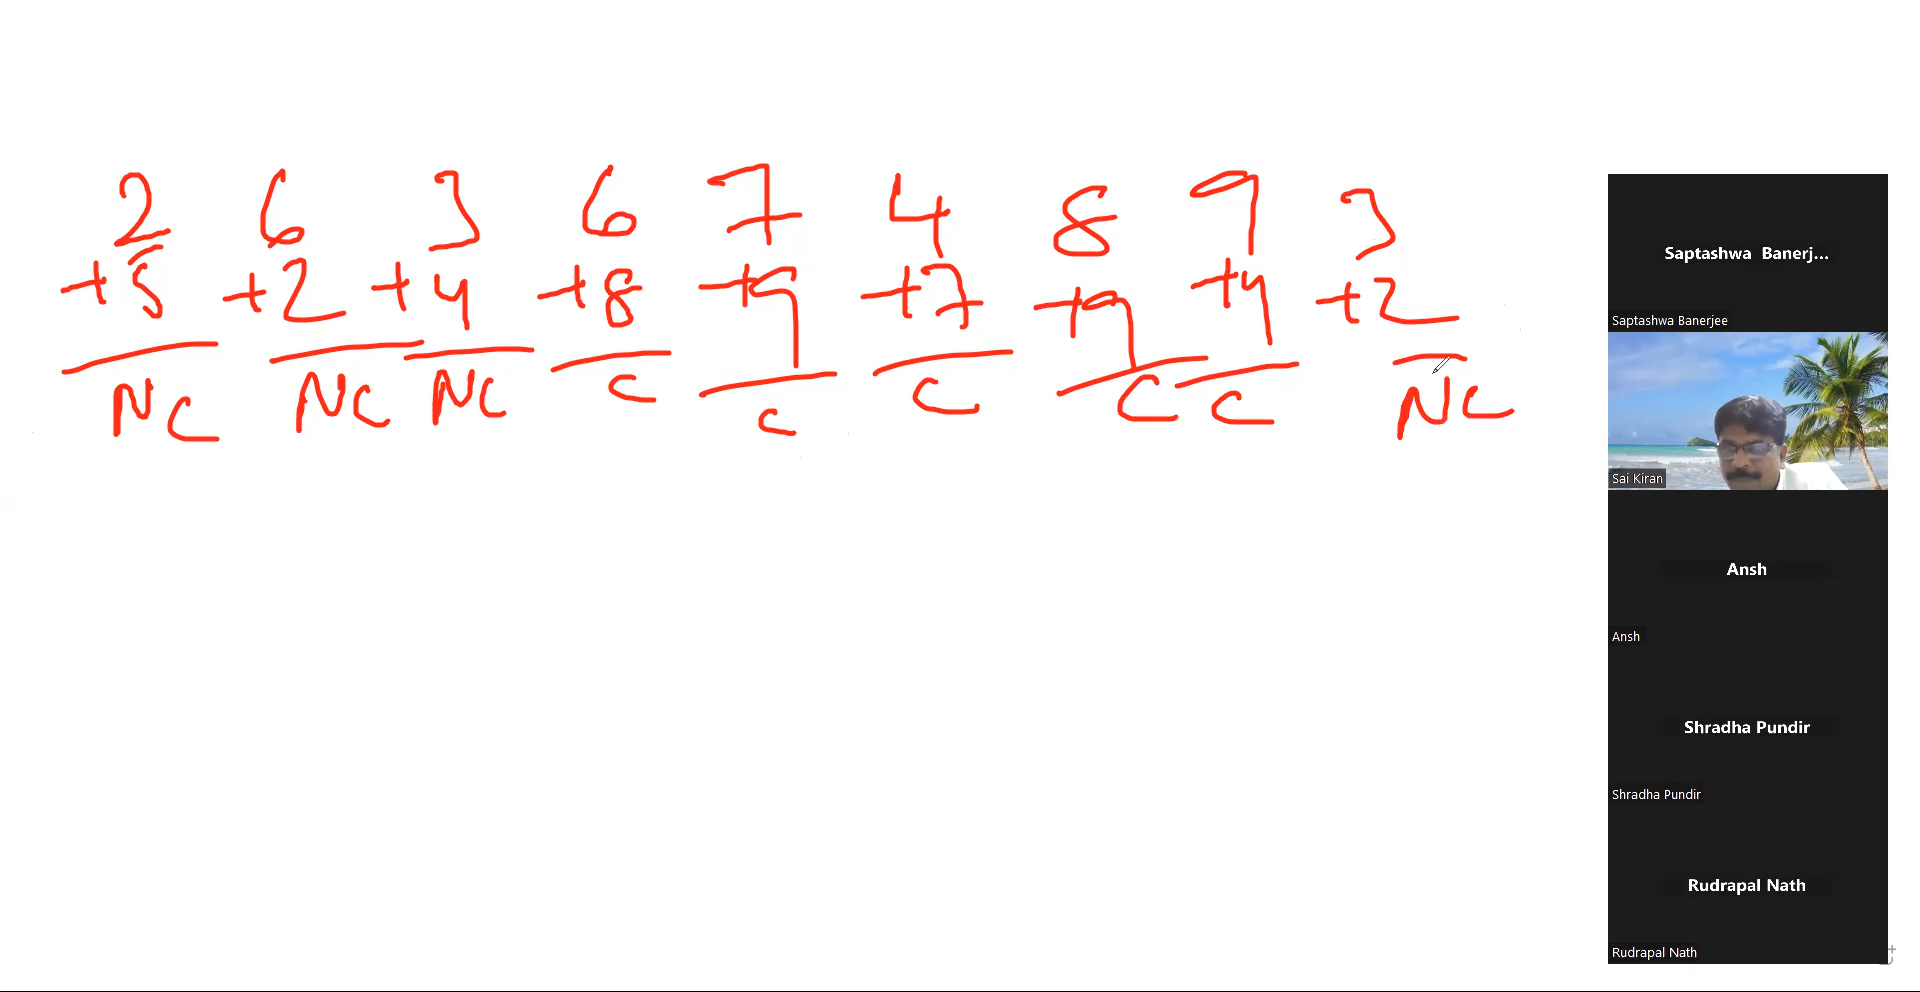 2 6 3 6 7 4 8 9 3
+5 +2 +4 +8 +9 +7 +9 +4 +2
NC NC NC C C C C C NC
Saptashwa Banerj...
Saptashwa Banerjee
Sai Kiran
Ansh
Ansh
Shradha Pundir
Shradha Pundir
Rudrapal Nath
Rudrapal Nath